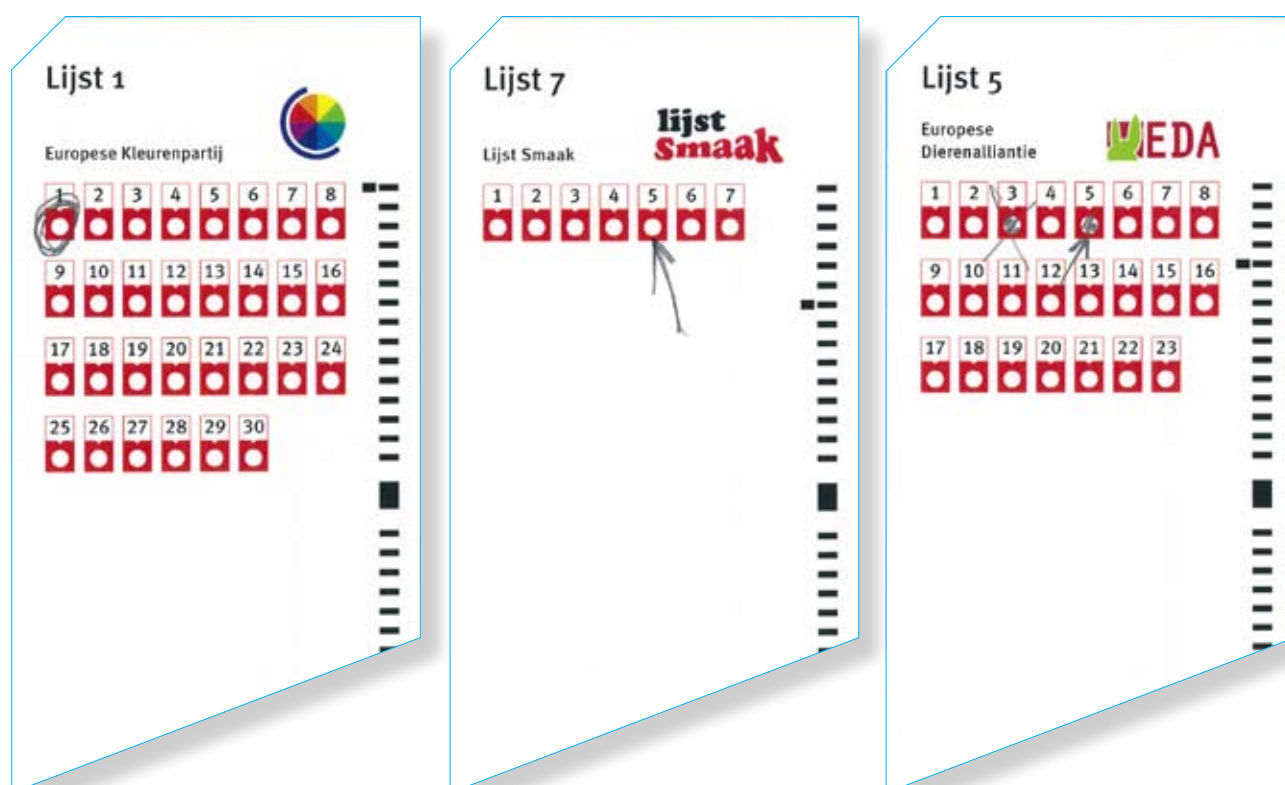 Lijst 1
Europese Kleurenpartij
1 2 3 4 5 6 7 8
9 10 11 12 13 14 15 16
17 18 19 20 21 22 23 24
25 26 27 28 29 30
Lijst 7
lijst
smaak
Lijst Smaak
1 2 3 4 5 6 7
Lijst 5
Europese
Dierenalliantie
EDA
1 2 3 4 5 6 7 8
9 10 11 12 13 14 15 16
17 18 19 20 21 22 23